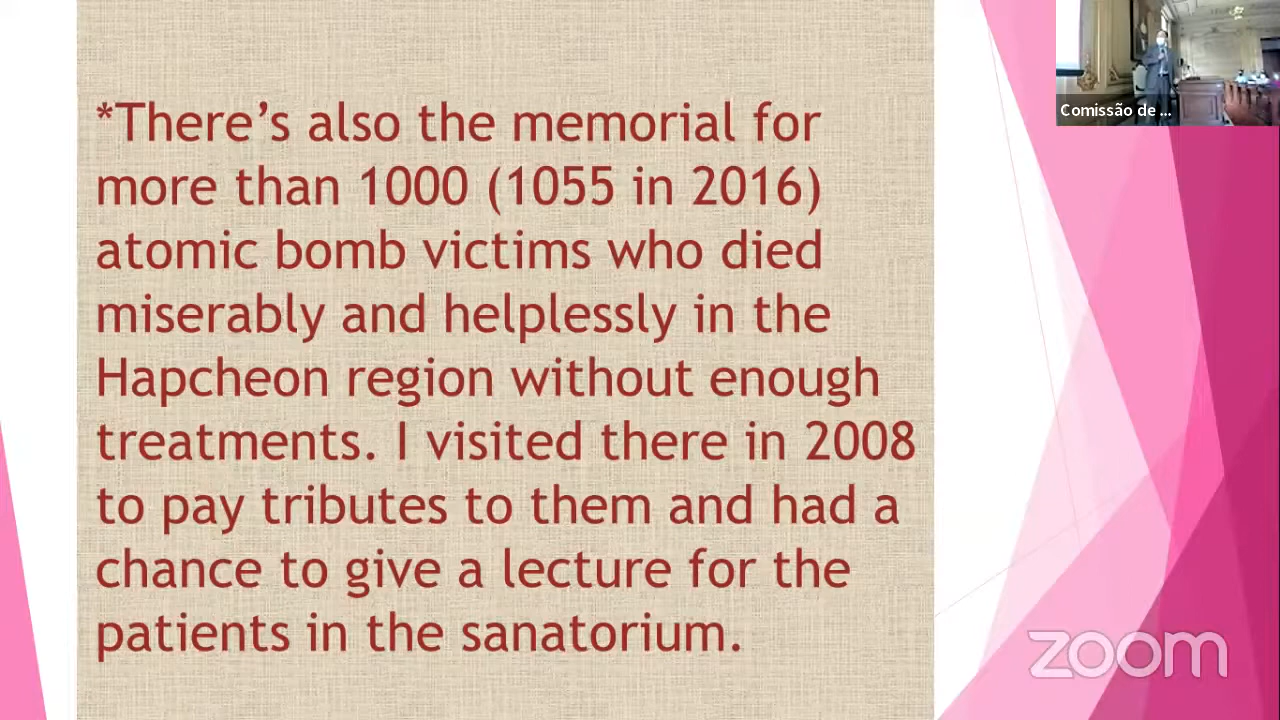 *There’s also the memorial for
more than 1000 (1055 in 2016)
atomic bomb victims who died
miserably and helplessly in the
Hapcheon region without enough
treatments. I visited there in 2008
to pay tributes to them and had a
chance to give a lecture for the
patients in the sanatorium.
Comissão de ...
zoom